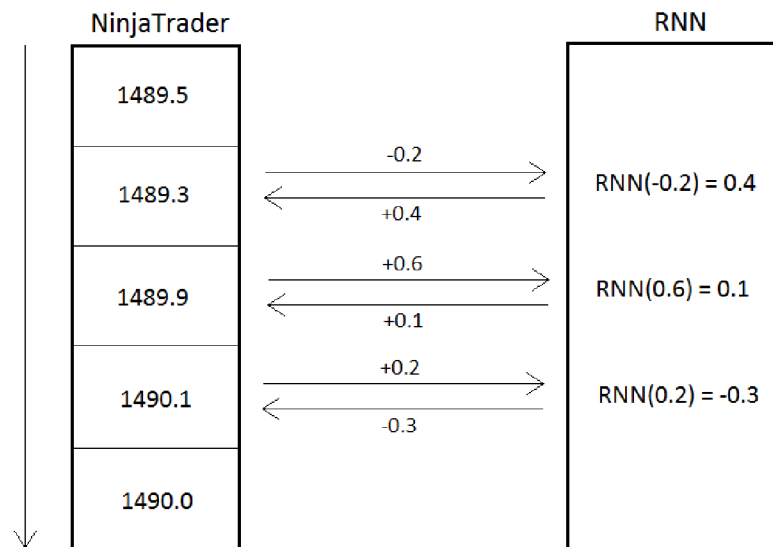 NinjaTrader
RNN
1489.5
-0.2
1489.3
RNN(-0.2) = 0.4
+0.4
+0.6
1489.9
RNN(0.6) = 0.1
+0.1
+0.2
1490.1
RNN(0.2) = -0.3
-0.3
1490.0